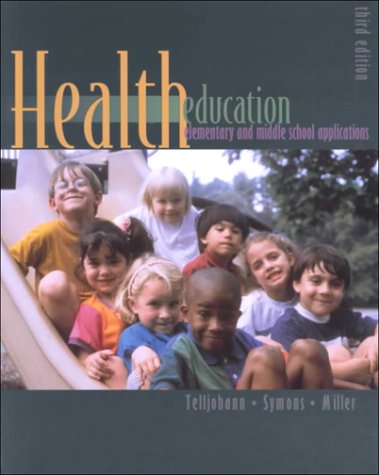 third edition
Health
education
elementary and middle school applications
Telljohann • Symons • Miller